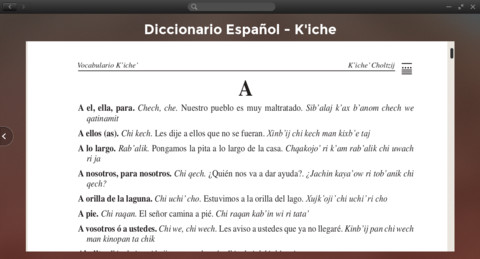 Diccionario Español - K'iche
Vocabulario K'iche' K'iche' Choltzij
A
A el, ella, para. Chech, che. Nuestro pueblo es muy maltratado. Sib'alaj k'ax b'anom chech we
qatinamit
A ellos (as). Chi kech. Les dije a ellos que no se fueran. Xinb'ij chi kech man kixb'e taj
A lo largo. Rab'alik. Pongamos la pita a lo largo de la casa. Chqakojo' ri k'am rab'alik chi uwach
ri ja
A nosotros, para nosotros. Chi qech. ¿Quién nos va a dar ayuda?. ¿Jachin kaya'ow ri tob'anik chi
qech?
A orilla de la laguna. Chi uchi' cho. Estuvimos a la orilla del lago. Xujk'oji' chi uchi' ri cho
A pie. Chi raqan. El señor camina a pié. Chi raqan kab'in wi ri tata'
A vosotros ó a ustedes. Chi we, chi wech. Les aviso a ustedes que ya no llegaré. Kinb'ij pan chi wech
man kinopan ta chik